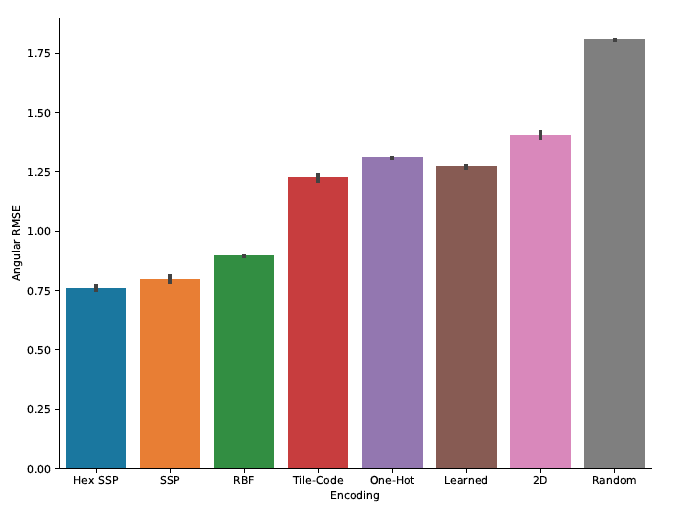 Angular RMSE
1.75
1.50
1.25
1.00
0.75
0.50
0.25
0.00
Hex SSP SSP RBF Tile-Code One-Hot Learned 2D Random
Encoding